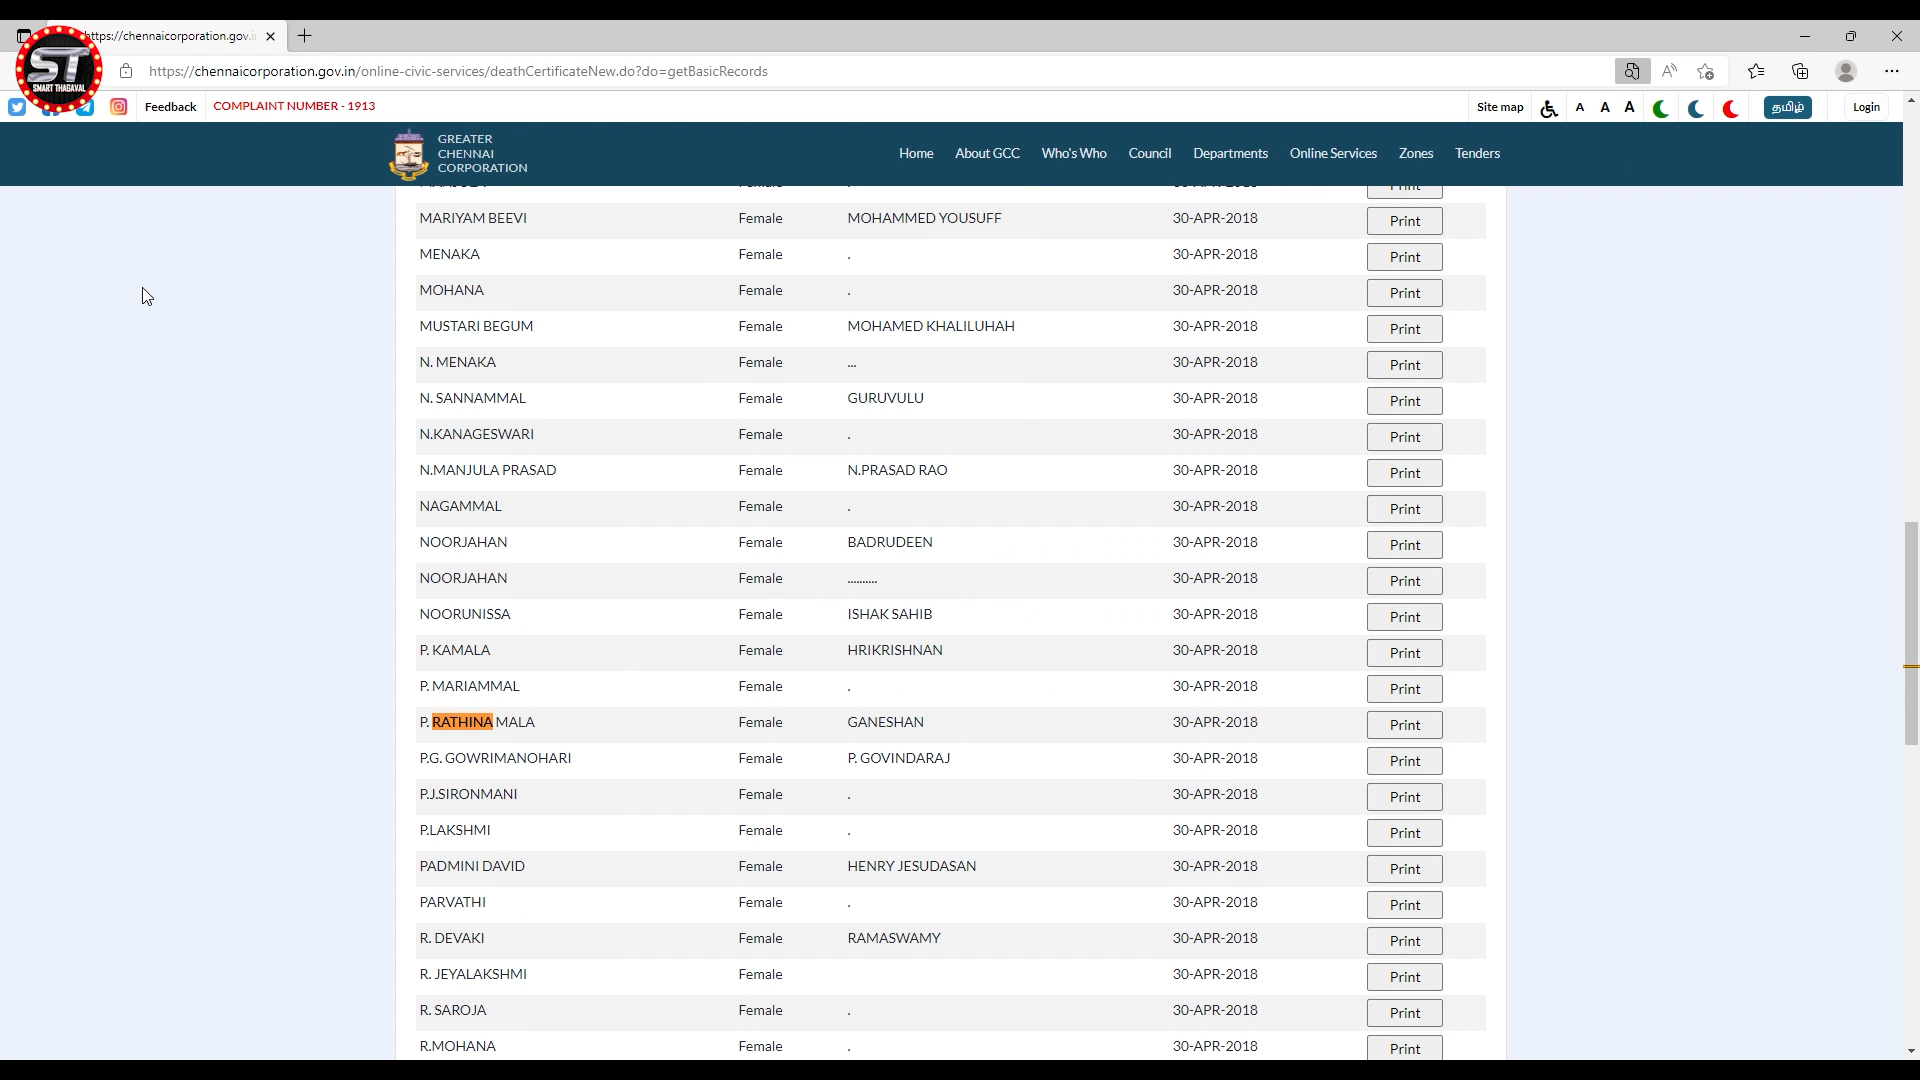 https://chennaicorporation.gov.i
https://chennaicorporation.gov.in/online-civic-services/deathCertificateNew.do?do=getBasicRecords
ST
SMART THAGAVAL
Feedback COMPLAINT NUMBER - 1913 Site map A A A தமிழ் Login
GREATER
CHENNAI
CORPORATION
Home About GCC Who's Who Council Departments Online Services Zones Tenders
MARIYAM BEEVI Female MOHAMMED YOUSUFF 30-APR-2018 Print
MENAKA Female . 30-APR-2018 Print
MOHANA Female . 30-APR-2018 Print
MUSTARI BEGUM Female MOHAMED KHALILUHAH 30-APR-2018 Print
N. MENAKA Female ... 30-APR-2018 Print
N. SANNAMMAL Female GURUVULU 30-APR-2018 Print
N.KANAGESWARI Female . 30-APR-2018 Print
N.MANJULA PRASAD Female N.PRASAD RAO 30-APR-2018 Print
NAGAMMAL Female . 30-APR-2018 Print
NOORJAHAN Female BADRUDEEN 30-APR-2018 Print
NOORJAHAN Female .......... 30-APR-2018 Print
NOORUNISSA Female ISHAK SAHIB 30-APR-2018 Print
P. KAMALA Female HRIKRISHNAN 30-APR-2018 Print
P. MARIAMMAL Female . 30-APR-2018 Print
P. RATHINA MALA Female GANESHAN 30-APR-2018 Print
P.G. GOWRIMANOHARI Female P. GOVINDARAJ 30-APR-2018 Print
P.J.SIRONMANI Female . 30-APR-2018 Print
P.LAKSHMI Female . 30-APR-2018 Print
PADMINI DAVID Female HENRY JESUDASAN 30-APR-2018 Print
PARVATHI Female . 30-APR-2018 Print
R. DEVAKI Female RAMASWAMY 30-APR-2018 Print
R. JEYALAKSHMI Female 30-APR-2018 Print
R. SAROJA Female . 30-APR-2018 Print
R.MOHANA Female . 30-APR-2018 Print